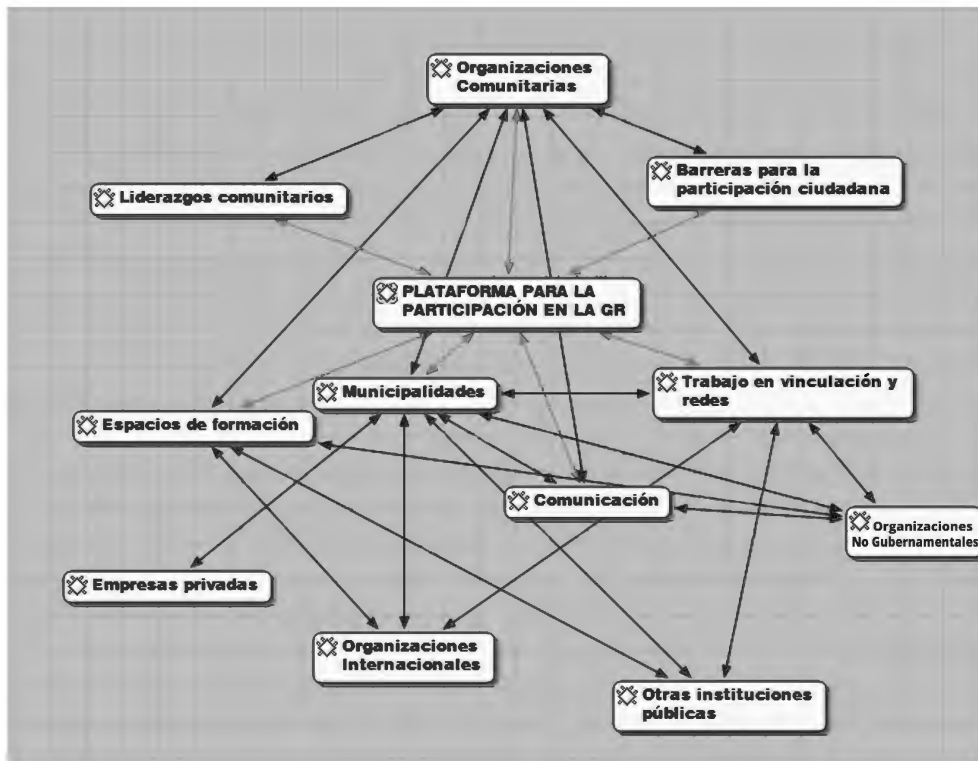 Organizaciones
Comunitarias
Barreras para la
participación ciudadana
Liderazgos comunitarios
PLATAFORMA PARA LA
PARTICIPACIÓN EN LA GR
Municipalidades
Trabajo en vinculación y
redes
Espacios de formación
Comunicación
Organizaciones
No Gubernamentales
Empresas privadas
Organizaciones
Internacionales
Otras instituciones
públicas